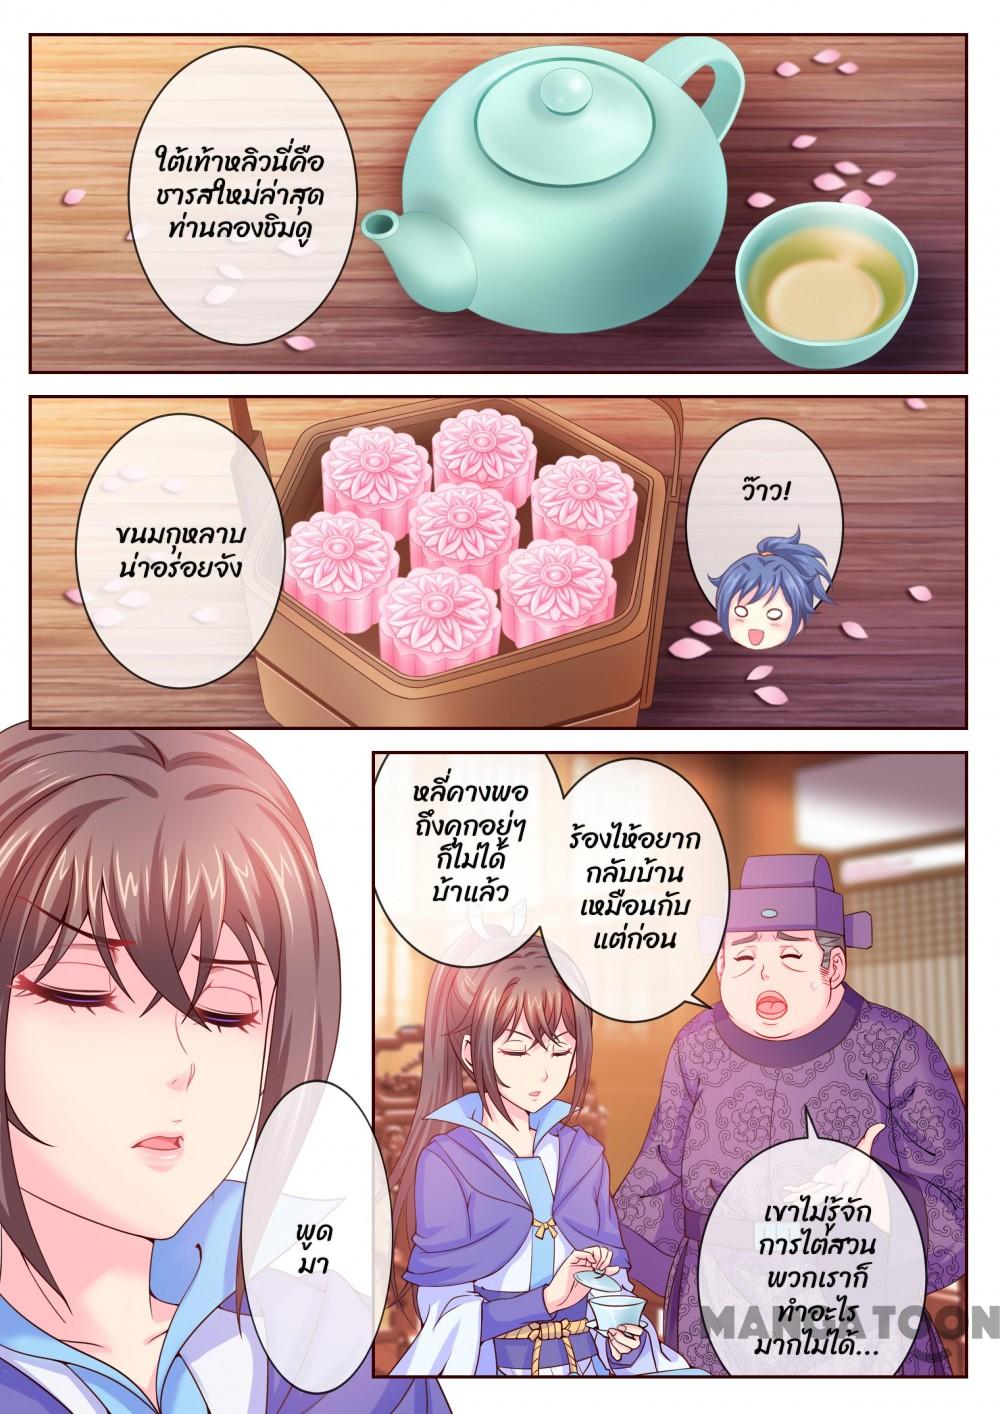 ใต้เท้าหลิวนี่คือ
ชารสใหม่ล่าสุด
ท่านลองชิมดู
ว๊าว!
ขนมกุหลาบ
น่าอร่อยจัง
หลี่คางพอ
ถึงคุกอยู่ๆ
ก็ไม่ได้
บ้าแล้ว
ร้องไห้อยาก
กลับบ้าน
เหมือนกับ
แต่ก่อน
พูด
มา
เขาไม่รู้จัก
การไต่สวน
พวกเราก็
ทำอะไร
มากไม่ได้...
MANGATOON